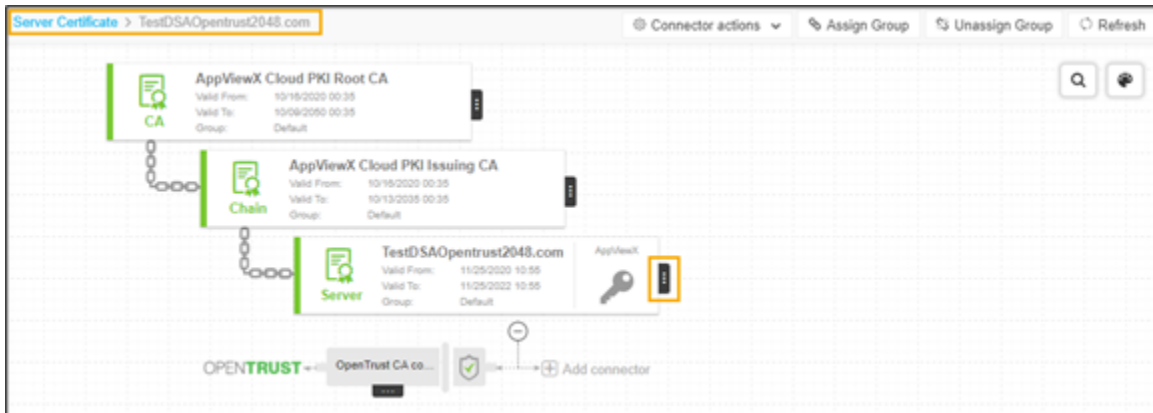 Server Certificate > TestDSAOpentrust2048.com
Connector actions
Assign Group
Unassign Group
Refresh
AppViewX Cloud PKI Root CA
Valid From: 10/16/2020 00:35
Valid To: 10/09/2050 00:35
Group: Default
CA
AppViewX Cloud PKI Issuing CA
Valid From: 10/16/2020 00:35
Valid To: 10/13/2035 00:35
Group: Default
Chain
TestDSAOpentrust2048.com
Valid From: 11/25/2020 10:55
Valid To: 11/25/2022 10:55
Group: Default
Server
AppViewX
OPENTRUST
OpenTrust CA co...
Add connector